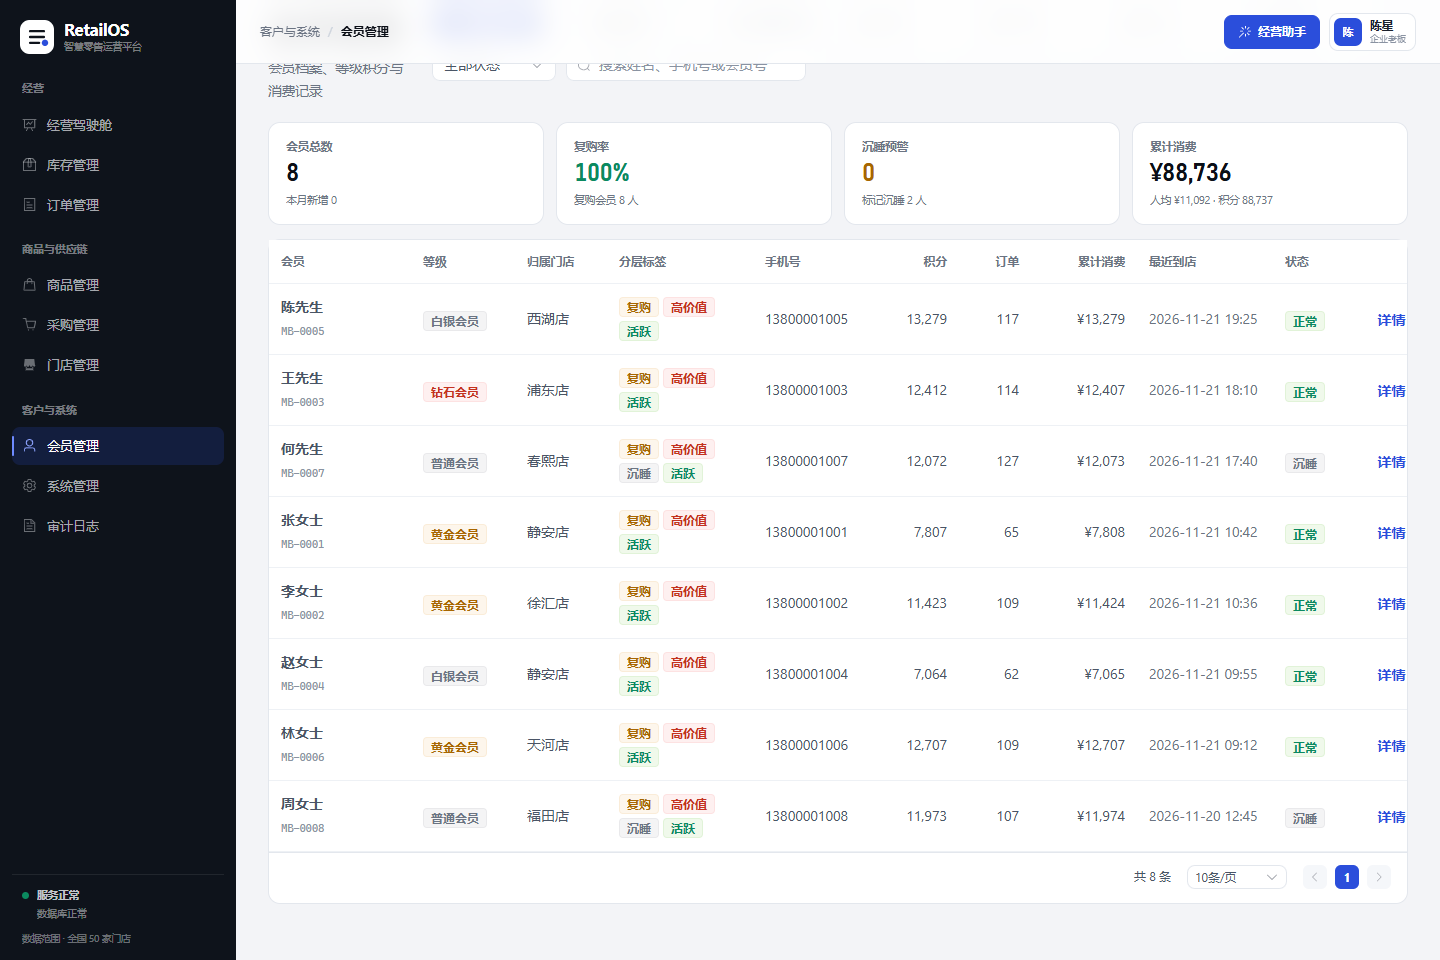 RetailOS
智慧零售运营平台
经营
经营驾驶舱
库存管理
订单管理
商品与供应链
商品管理
采购管理
门店管理
客户与系统
会员管理
系统管理
审计日志
服务正常
数据库正常
数据范围 · 全国 50 家门店
客户与系统 / 会员管理
经营助手
陈
陈星
企业老板
会员档案、等级积分与
消费记录
全部状态
搜索姓名、手机号或会员号
会员总数
8
本月新增 0
复购率
100%
复购会员 8 人
沉睡预警
0
标记沉睡 2 人
累计消费
¥88,736
人均 ¥11,092 · 积分 88,737
会员 等级 归属门店 分层标签 手机号 积分 订单 累计消费 最近到店 状态
陈先生 MB-0005 白银会员 西湖店 复购 高价值 活跃 13800001005 13,279 117 ¥13,279 2026-11-21 19:25 正常 详情
王先生 MB-0003 钻石会员 浦东店 复购 高价值 活跃 13800001003 12,412 114 ¥12,407 2026-11-21 18:10 正常 详情
何先生 MB-0007 普通会员 春熙店 复购 高价值 沉睡 活跃 13800001007 12,072 127 ¥12,073 2026-11-21 17:40 沉睡 详情
张女士 MB-0001 黄金会员 静安店 复购 高价值 活跃 13800001001 7,807 65 ¥7,808 2026-11-21 10:42 正常 详情
李女士 MB-0002 黄金会员 徐汇店 复购 高价值 活跃 13800001002 11,423 109 ¥11,424 2026-11-21 10:36 正常 详情
赵女士 MB-0004 白银会员 静安店 复购 高价值 活跃 13800001004 7,064 62 ¥7,065 2026-11-21 09:55 正常 详情
林女士 MB-0006 黄金会员 天河店 复购 高价值 活跃 13800001006 12,707 109 ¥12,707 2026-11-21 09:12 正常 详情
周女士 MB-0008 普通会员 福田店 复购 高价值 沉睡 活跃 13800001008 11,973 107 ¥11,974 2026-11-20 12:45 沉睡 详情
共 8 条 10条/页 1